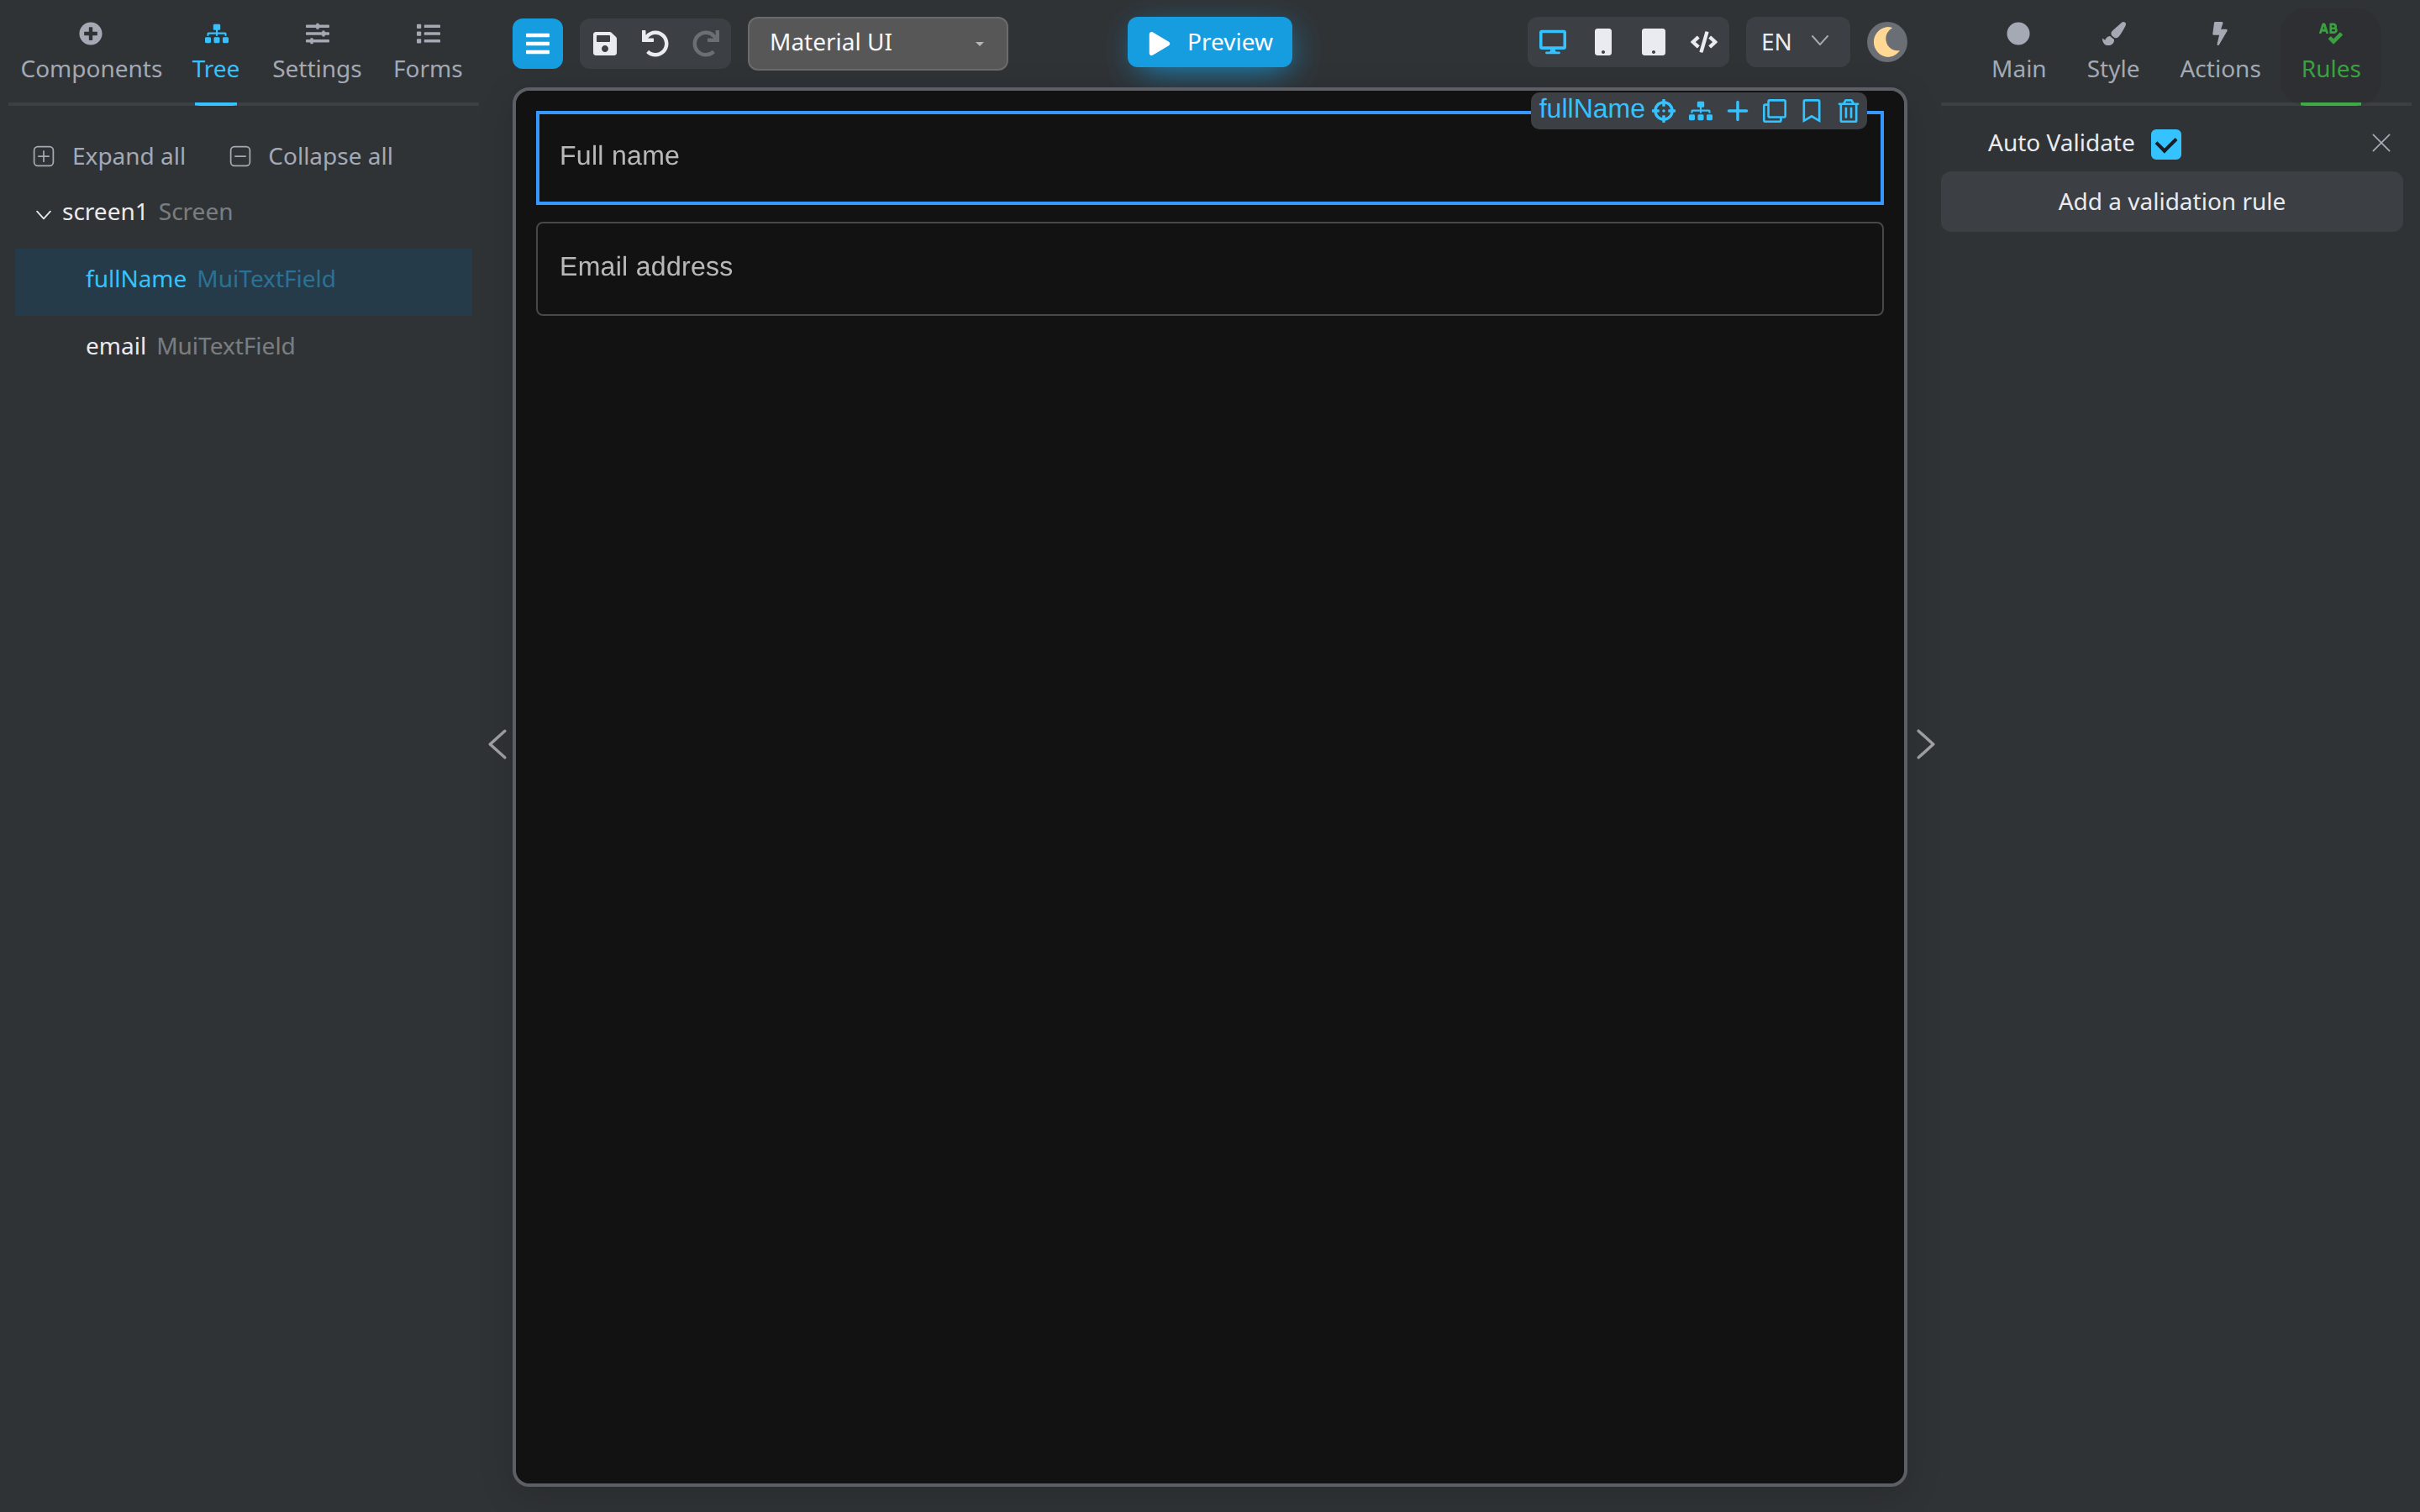 Components Tree Settings Forms
Material UI
Preview
EN
Main Style Actions Rules
Expand all Collapse all
screen1 Screen
fullName MuiTextField
email MuiTextField
fullName
Full name
Email address
Auto Validate
Add a validation rule